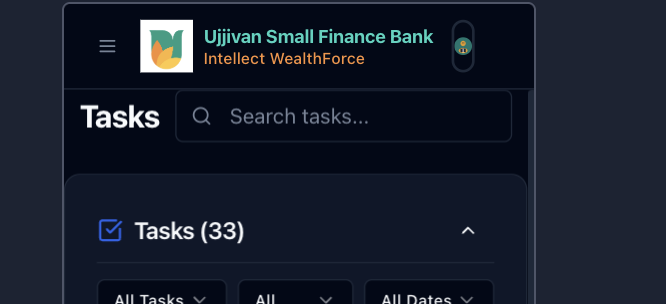 Ujjivan Small Finance Bank
Intellect WealthForce
Tasks
Search tasks...
Tasks (33)
All Tasks
All
All Dates